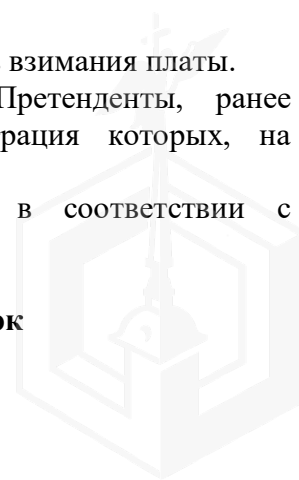 взимания платы.
Претенденты, ранее
рация которых, на
в соответствии с
ок